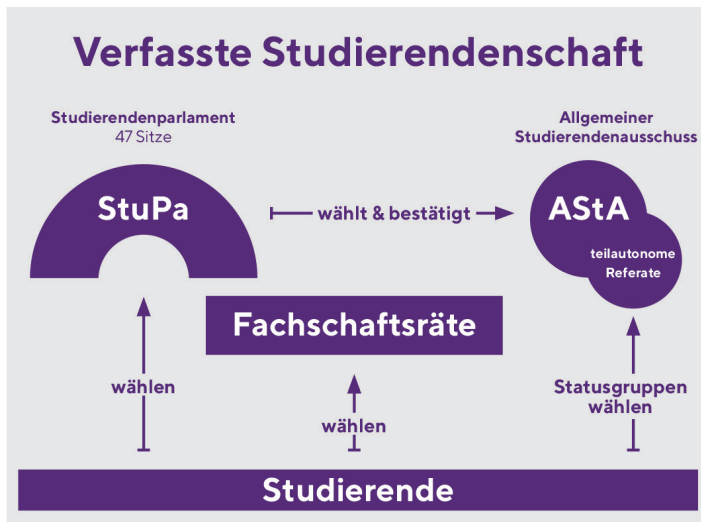 Verfasste Studierendenschaft
Studierendenparlament
47 Sitze
StuPa
wählt & bestätigt
Allgemeiner
Studierendenausschuss
AStA
teilautonome
Referate
Fachschaftsräte
wählen
wählen
Statusgruppen
wählen
Studierende